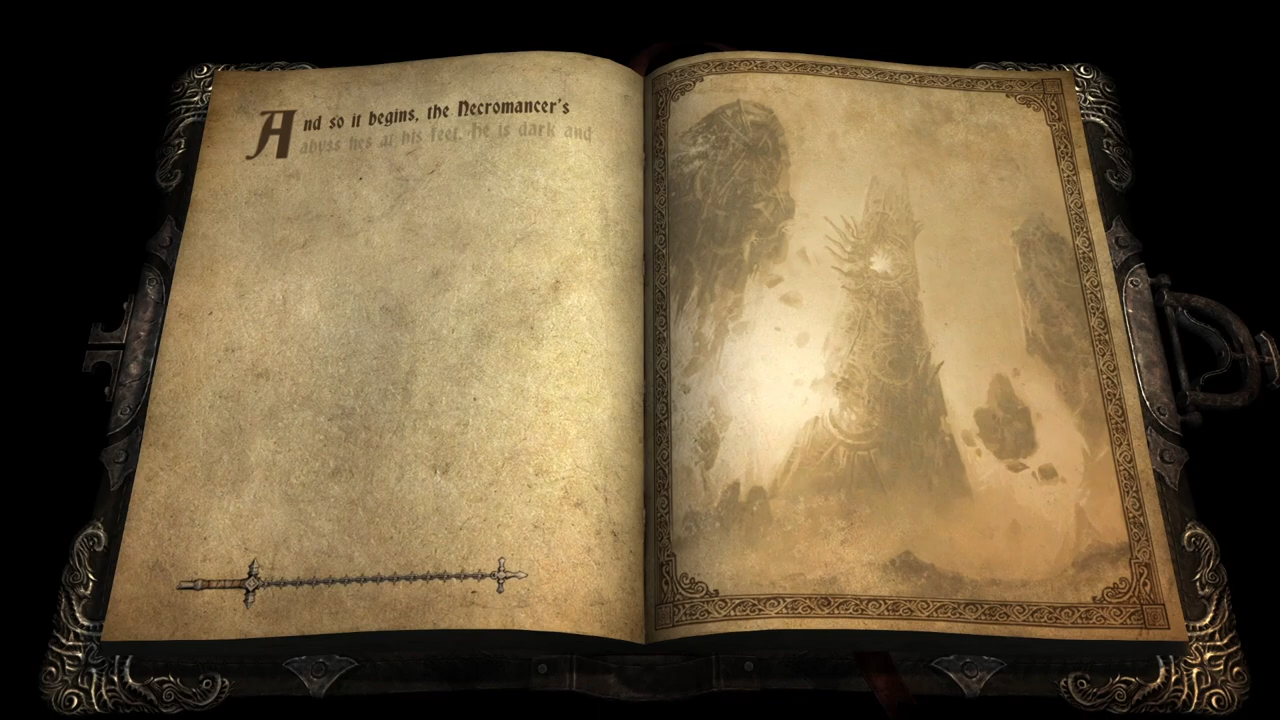 And so it begins, the Necromancer's
abyss lies at his feet. He is dark and